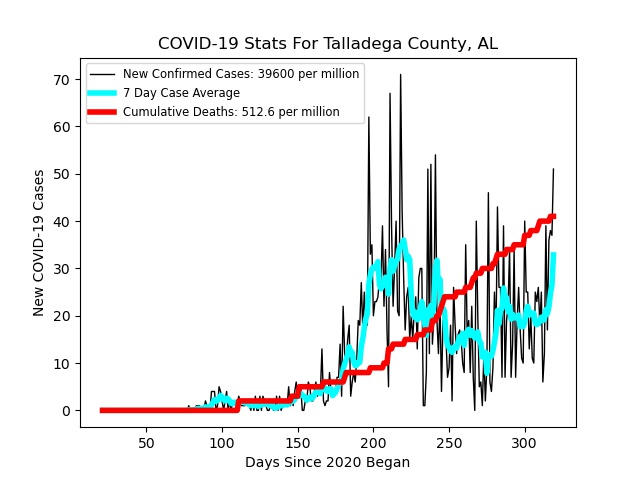 COVID-19 Stats For Talladega County, AL
New Confirmed Cases: 39600 per million
7 Day Case Average
Cumulative Deaths: 512.6 per million
New COVID-19 Cases
70
60
50
40
30
20
10
0
50 100 150 200 250 300
Days Since 2020 Began